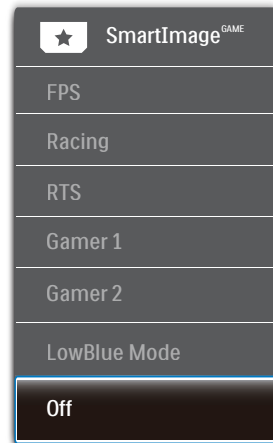 SmartImage GAME
FPS
Racing
RTS
Gamer 1
Gamer 2
LowBlue Mode
Off